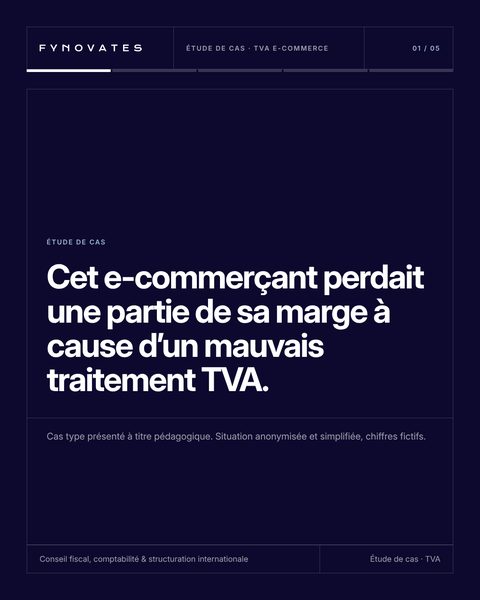 FYNOVATES
ÉTUDE DE CAS · TVA E-COMMERCE
01 / 05
ÉTUDE DE CAS
Cet e-commerçant perdait
une partie de sa marge à
cause d’un mauvais
traitement TVA.
Cas type présenté à titre pédagogique. Situation anonymisée et simplifiée, chiffres fictifs.
Conseil fiscal, comptabilité & structuration internationale
Étude de cas · TVA